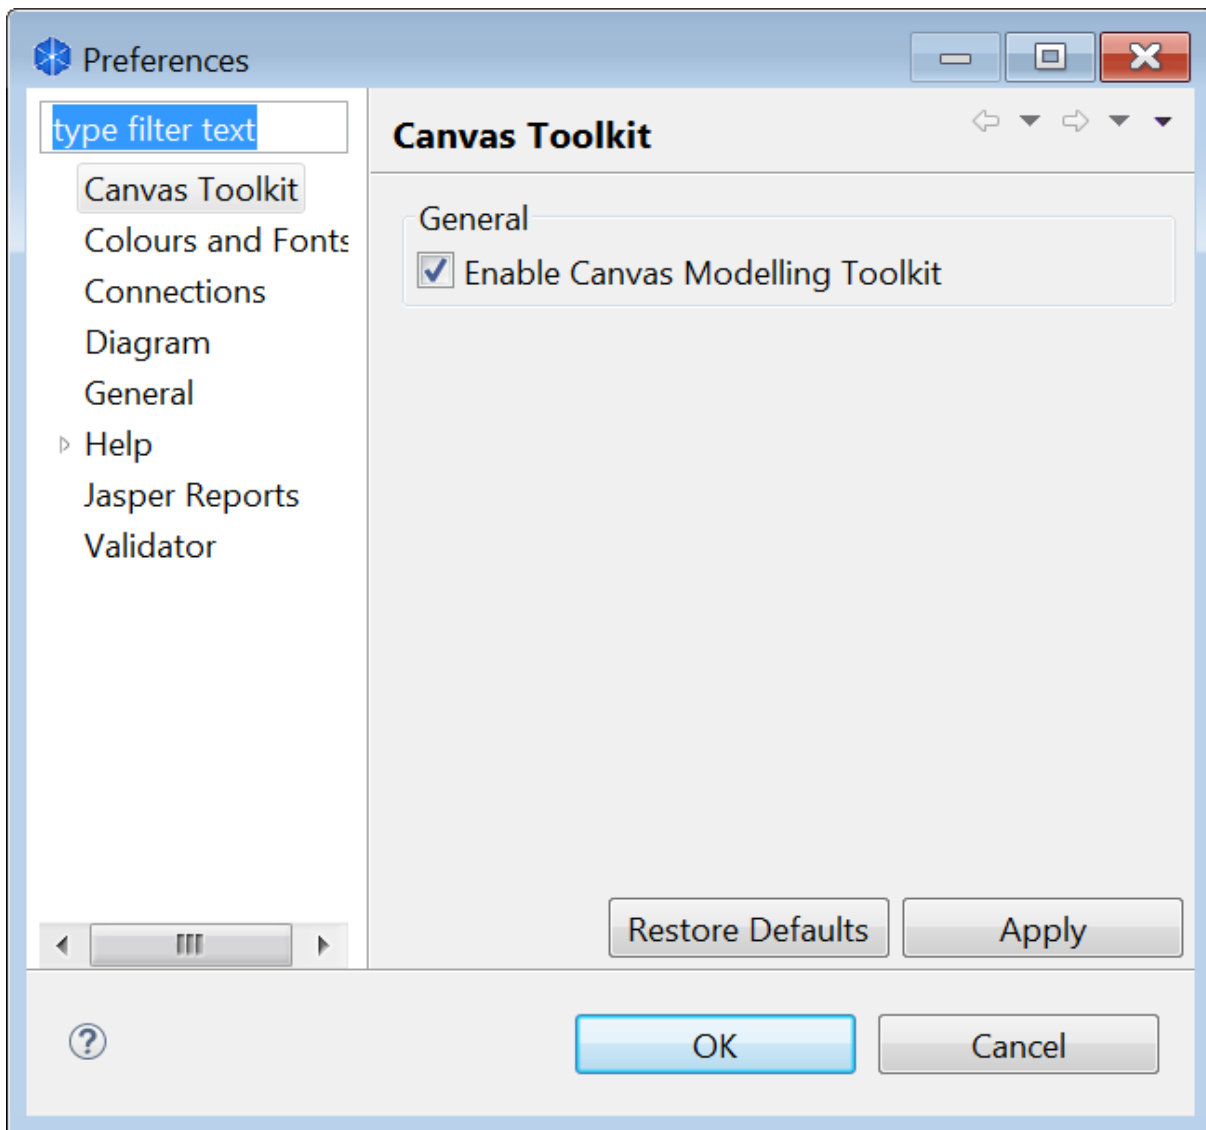 Preferences
type filter text
Canvas Toolkit
Colours and Fonts
Connections
Diagram
General
Help
Jasper Reports
Validator
Canvas Toolkit
General
Enable Canvas Modelling Toolkit
Restore Defaults
Apply
OK
Cancel